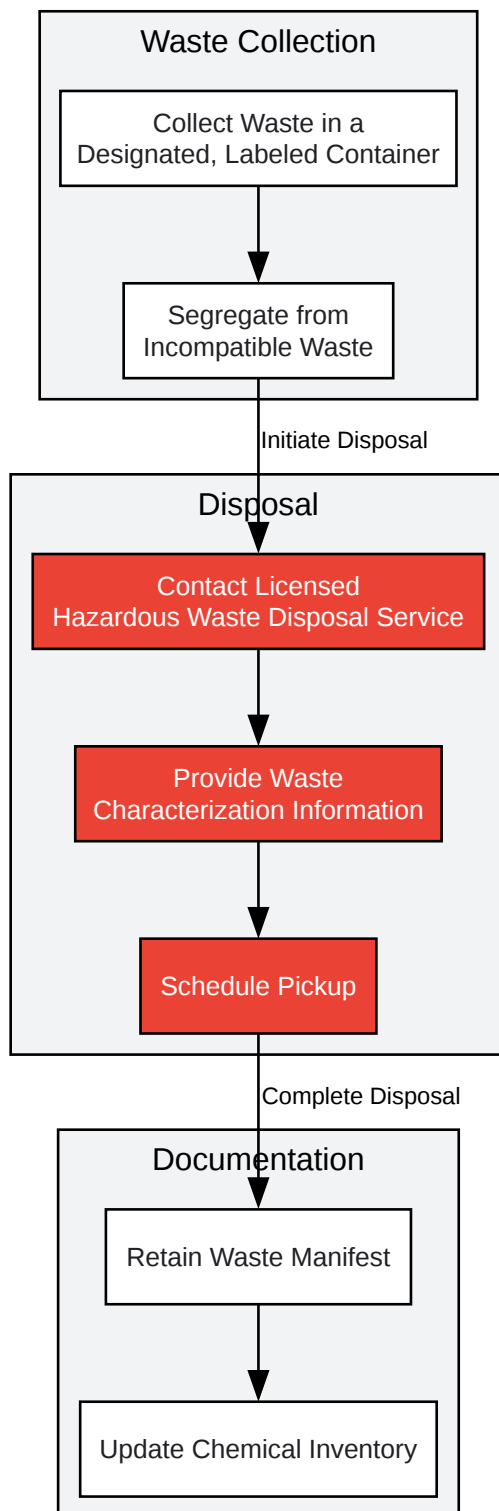 Waste Collection
Collect Waste in a
Designated, Labeled Container
Segregate from
Incompatible Waste
Initiate Disposal
Disposal
Contact Licensed
Hazardous Waste Disposal Service
Provide Waste
Characterization Information
Schedule Pickup
Complete Disposal
Documentation
Retain Waste Manifest
Update Chemical Inventory